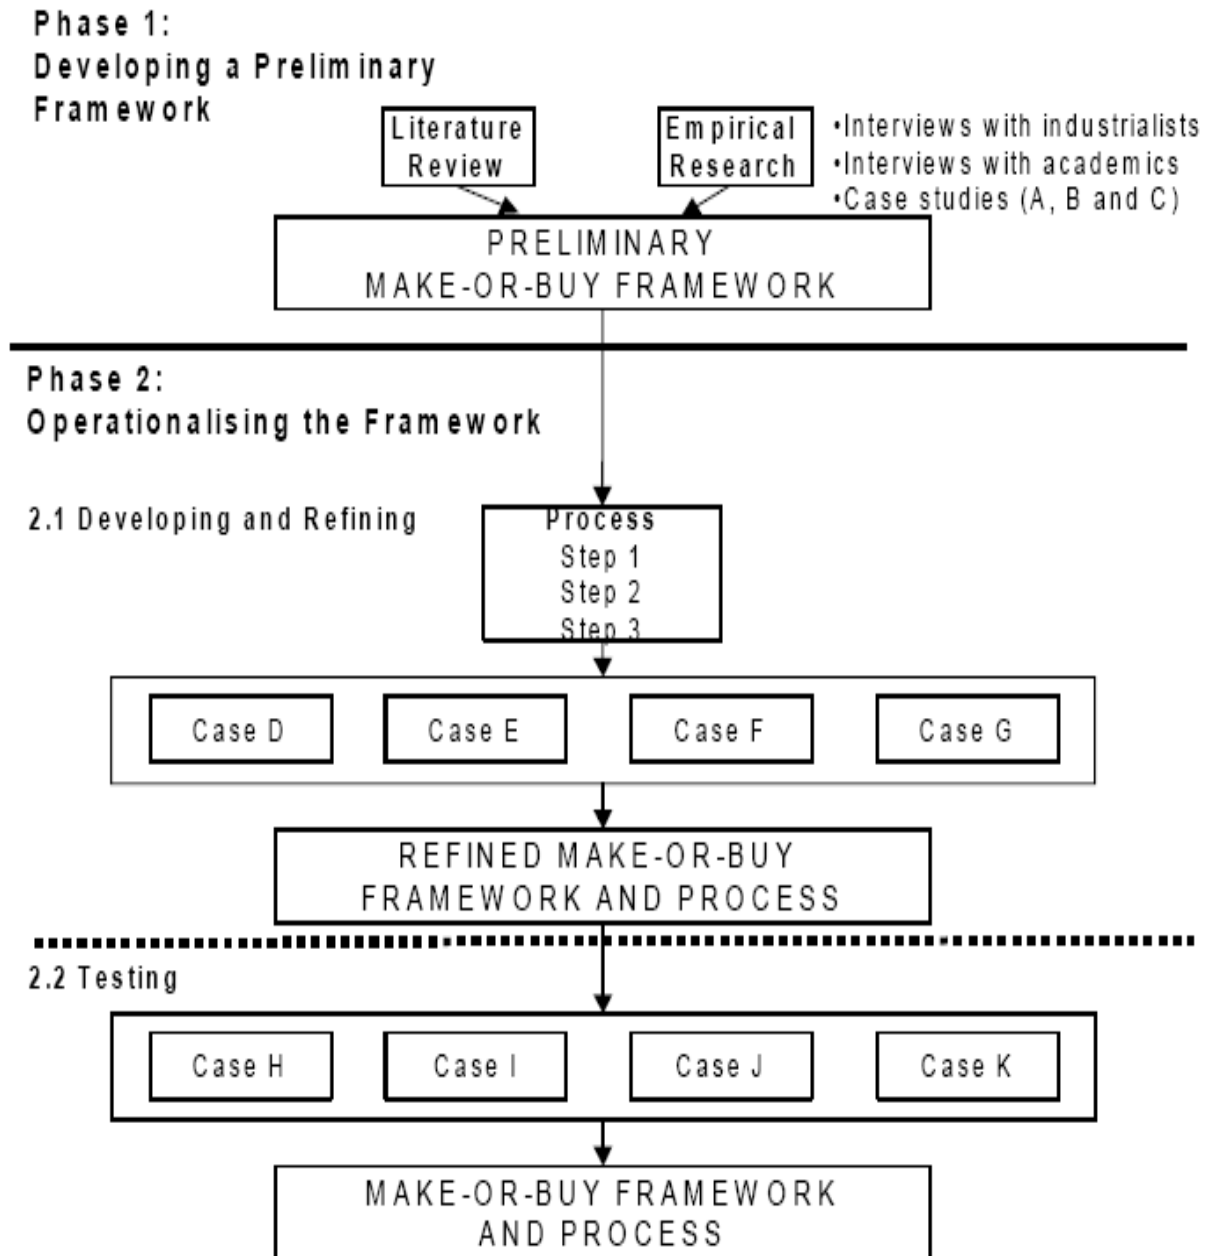 Phase 1:
Developing a Preliminary
Framework
Literature
Review
Empirical
Research
•Interviews with industrialists
•Interviews with academics
•Case studies (A, B and C)
PRELIMINARY
MAKE-OR-BUY FRAMEWORK
Phase 2:
Operationalising the Framework
2.1 Developing and Refining
Process
Step 1
Step 2
Step 3
Case D
Case E
Case F
Case G
REFINED MAKE-OR-BUY
FRAMEWORK AND PROCESS
2.2 Testing
Case H
Case I
Case J
Case K
MAKE-OR-BUY FRAMEWORK
AND PROCESS